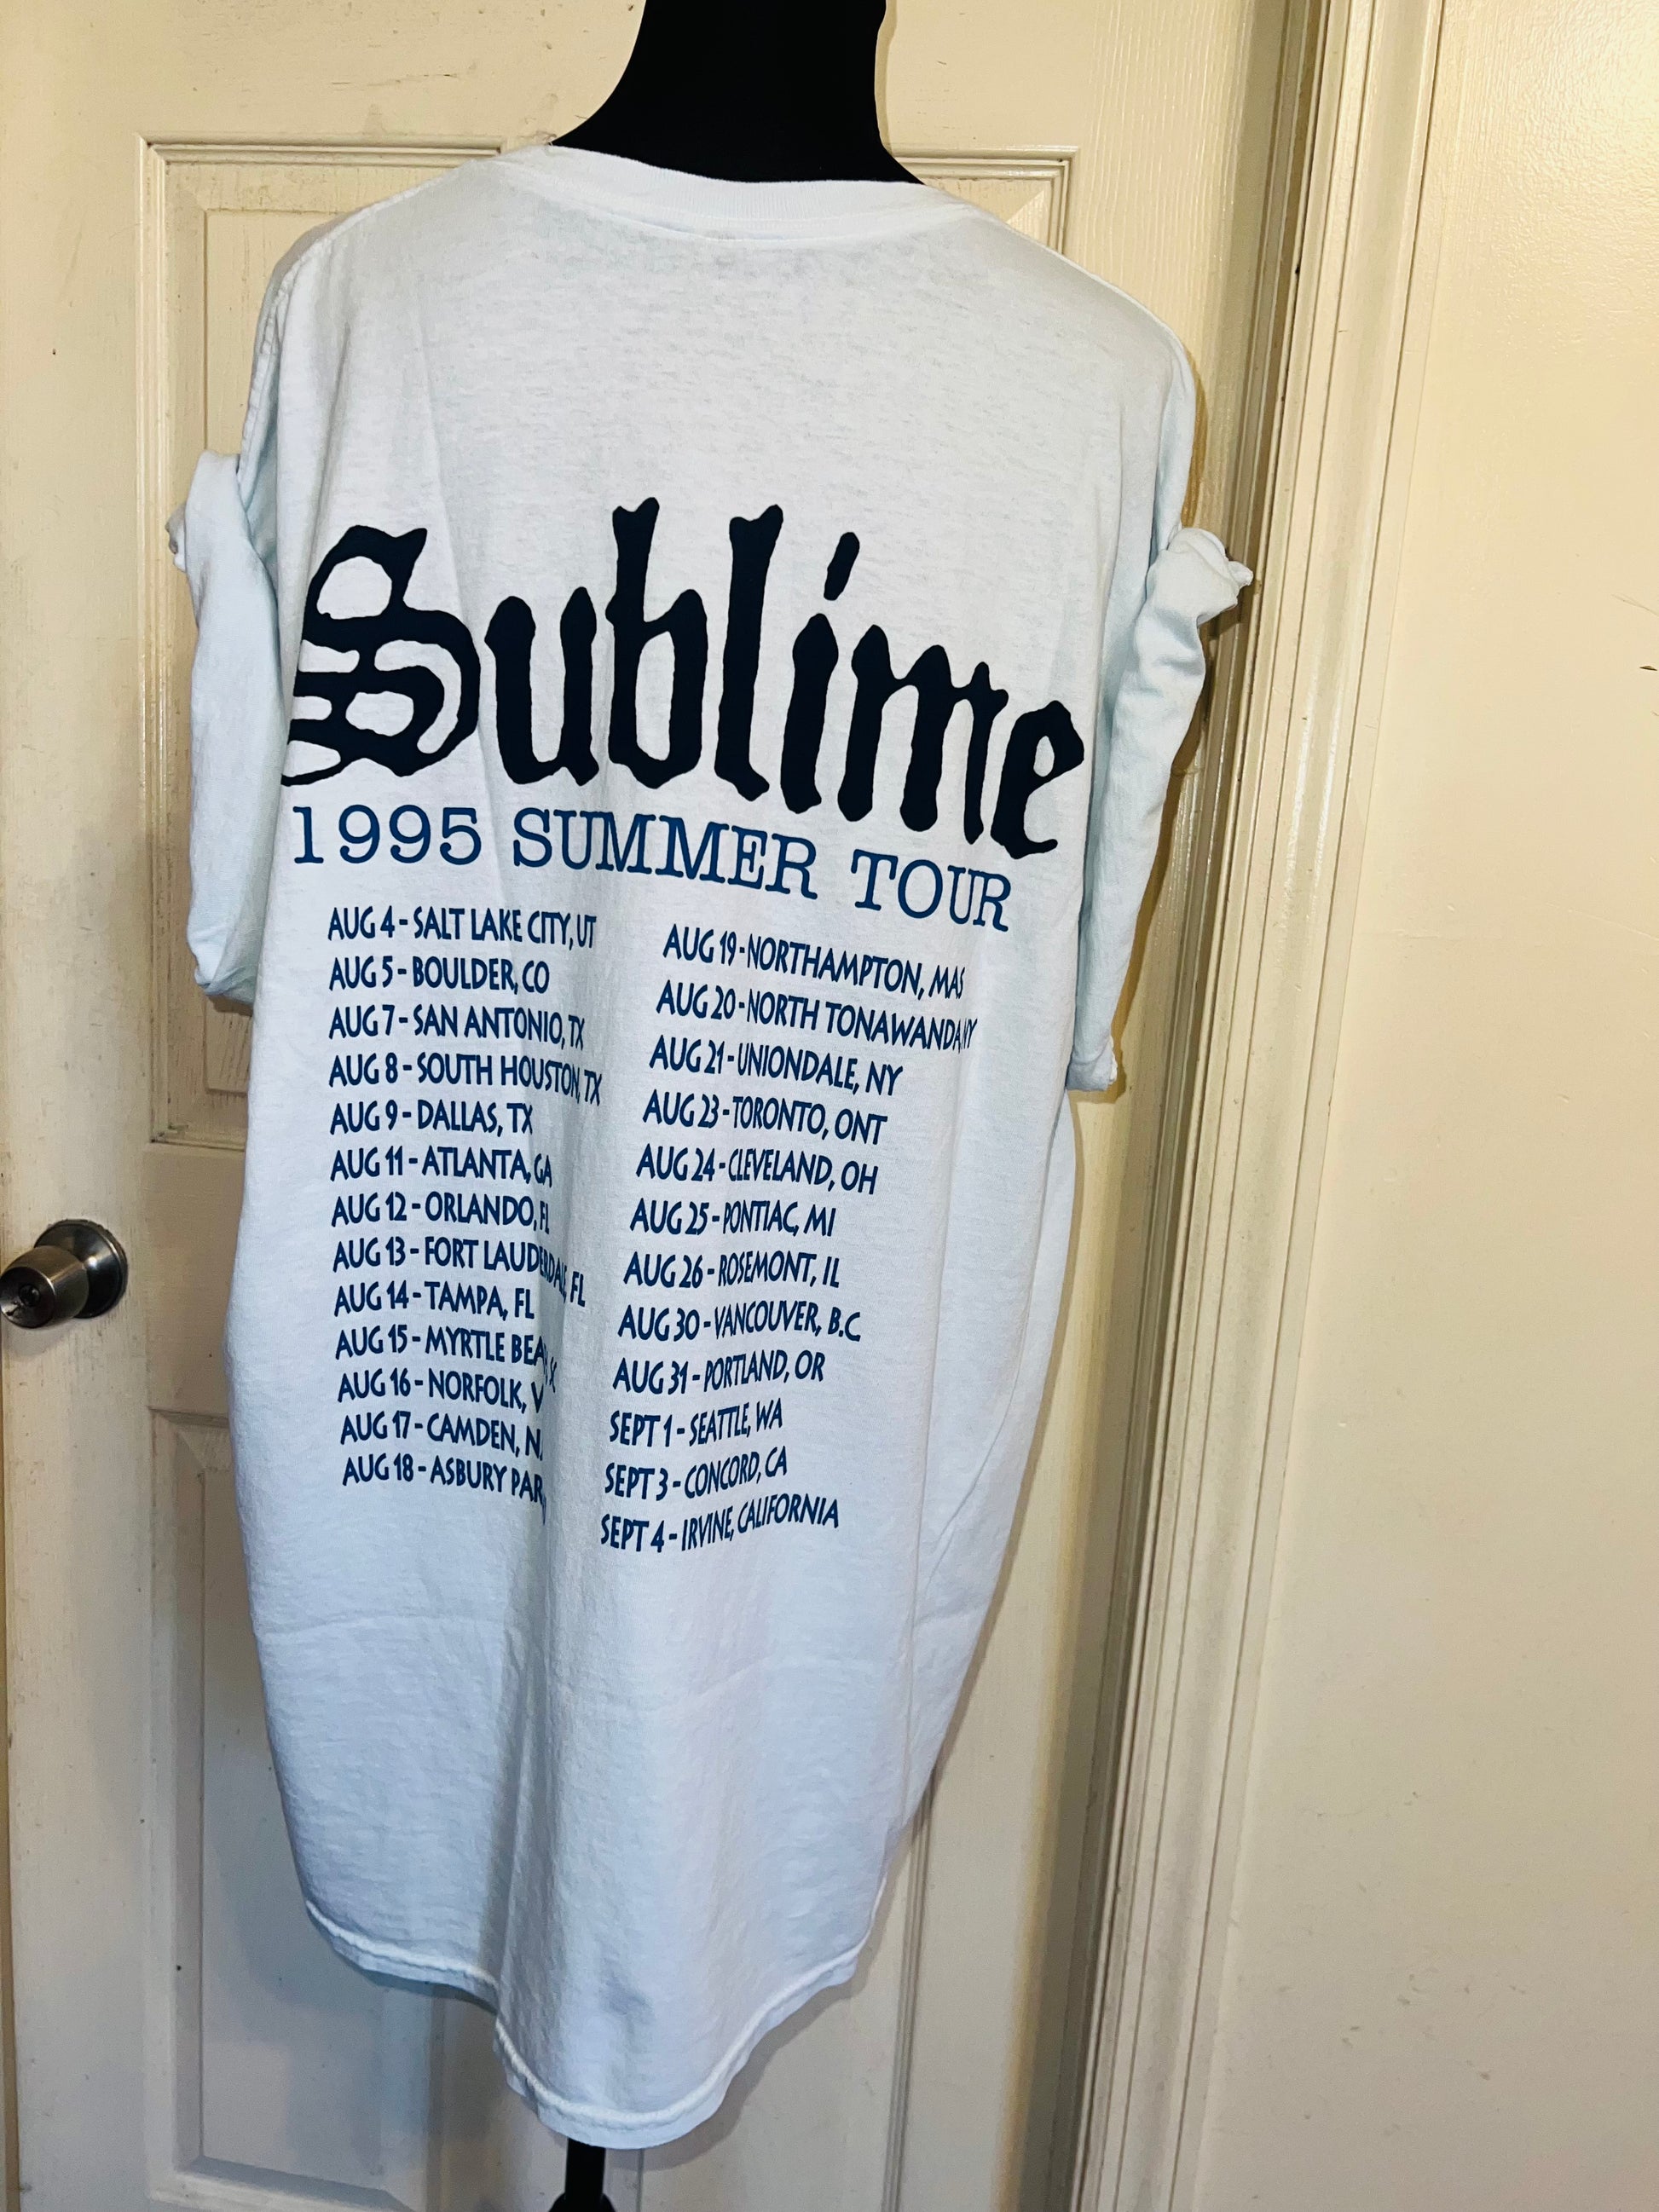 Sublime
1995 SUMMER TOUR
AUG 4 - SALT LAKE CITY, UT
AUG 5 - BOULDER, CO
AUG 7 - SAN ANTONIO, TX
AUG 8 - SOUTH HOUSTON, TX
AUG 9 - DALLAS, TX
AUG 11 - ATLANTA, GA
AUG 12 - ORLANDO, FL
AUG 13 - FORT LAUDERDALE, FL
AUG 14 - TAMPA, FL
AUG 15 - MYRTLE
AUG 16 - NORFOLK,
AUG 17 - CAMDEN,
AUG 18 - ASBURY
AUG 19 - NORTHAMPTON, MAS
AUG 20 - NORTH TONAWANDA NY
AUG 21 - UNIONDALE, NY
AUG 23 - TORONTO, ONT
AUG 24 - CLEVELAND, OH
AUG 25 - PONTIAC, MI
AUG 26 - ROSEMONT, IL
AUG 30 - VANCOUVER, B.C
AUG 31 - PORTLAND, OR
SEPT 1 - SEATTLE, WA
SEPT 3 - CONCORD, CA
SEPT 4 - IRVINE, CALIFORNIA